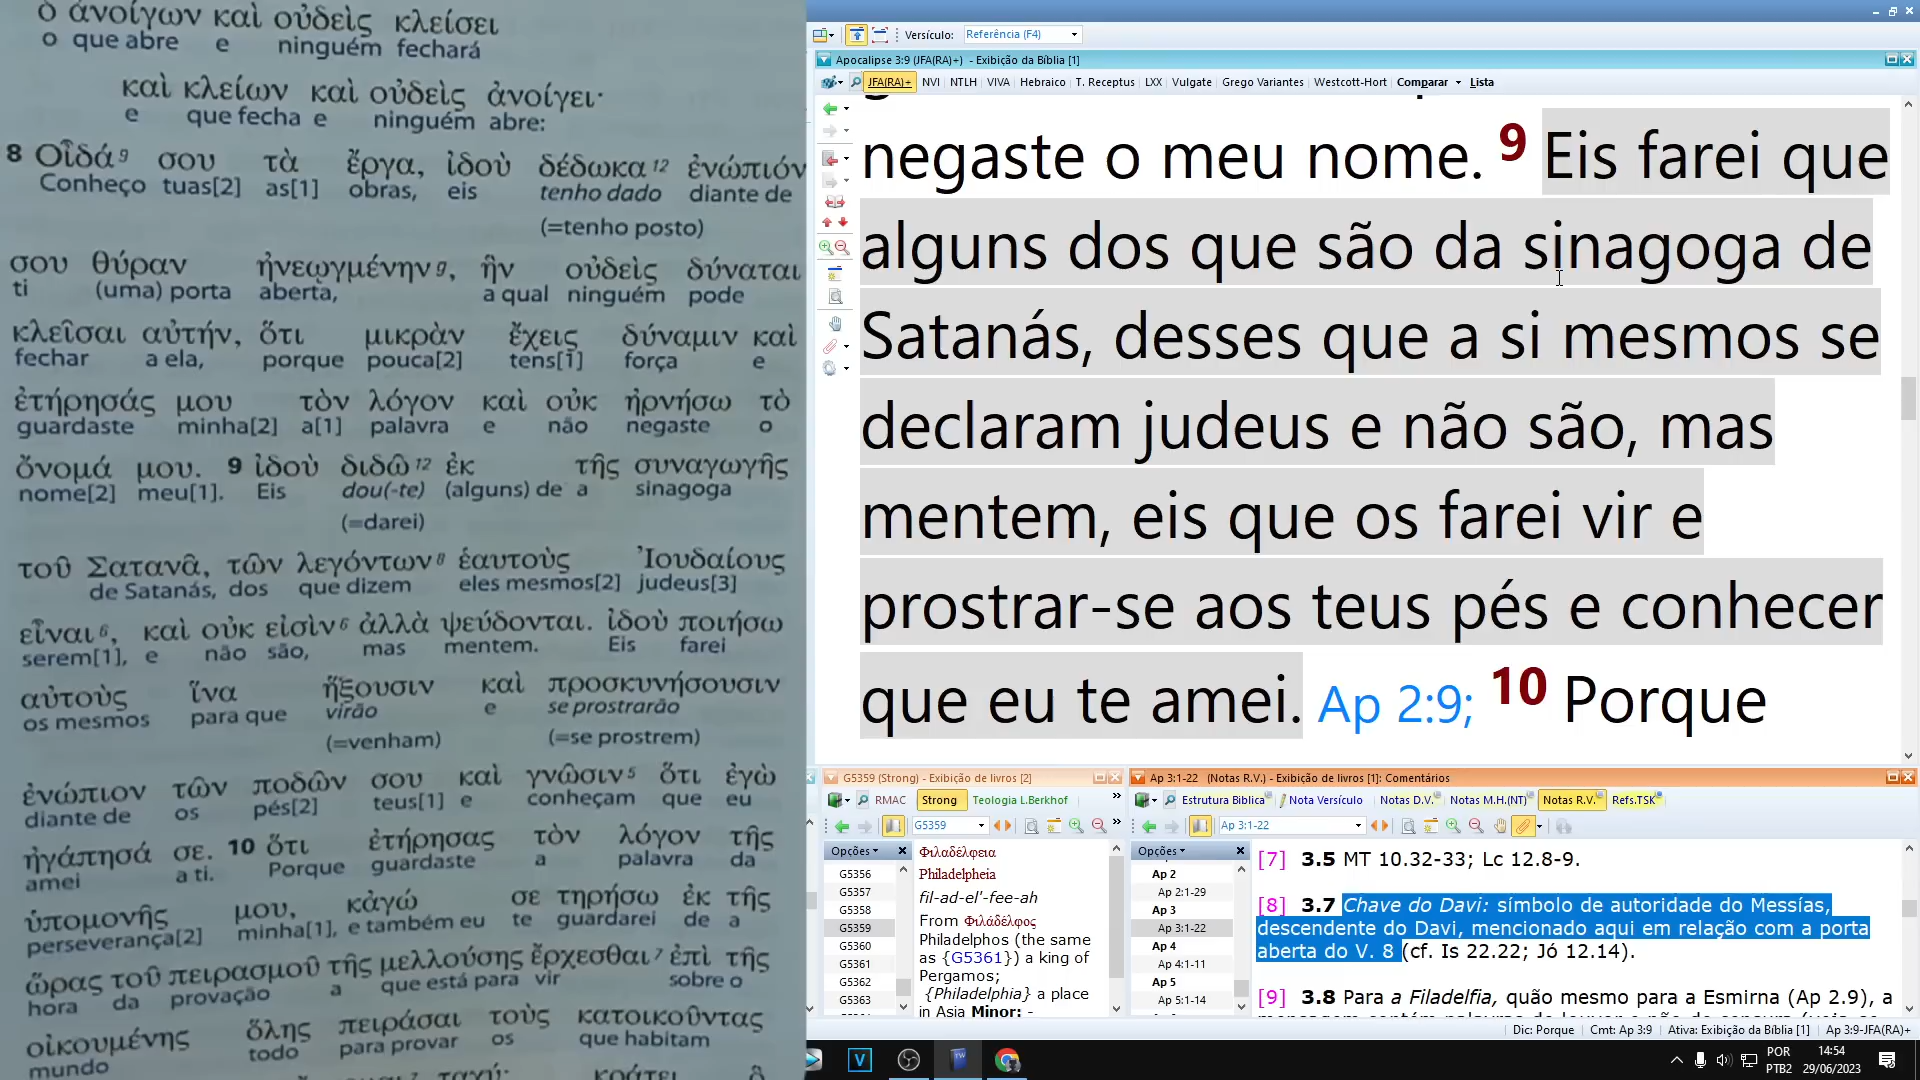 ὁ ἀνοίγων καὶ οὐδεὶς κλείσει
o que abre e ninguém fechará
καὶ κλείων καὶ οὐδεὶς ἀνοίγει·
e que fecha e ninguém abre:
8 Οἶδά⁹ σου τὰ ἔργα, ἰδοὺ δέδωκα¹² ἐνώπιόν
Conheço tuas[2] as[1] obras, eis tenho dado diante de
(=tenho posto)
σου θύραν ἠνεῳγμένην⁹, ἣν οὐδεὶς δύναται
ti (uma) porta aberta, a qual ninguém pode
κλεῖσαι αὐτήν, ὅτι μικρὰν ἔχεις δύναμιν καὶ
fechar a ela, porque pouca[2] tens[1] força e
ἐτήρησάς μου τὸν λόγον καὶ οὐκ ἠρνήσω τὸ
guardaste minha[2] a[1] palavra e não negaste o
ὄνομά μου. 9 ἰδοὺ διδῶ¹² ἐκ τῆς συναγωγῆς
nome[2] meu[1]. Eis dou(-te) (alguns) de a sinagoga
(=darei)
τοῦ Σατανᾶ, τῶν λεγόντων⁸ ἑαυτοὺς Ἰουδαίους
de Satanás, dos que dizem eles mesmos[2] judeus[3]
εἶναι⁶, καὶ οὐκ εἰσὶν⁶ ἀλλὰ ψεύδονται. ἰδοὺ ποιήσω
serem[1], e não são, mas mentem. Eis farei
αὐτοὺς ἵνα ἥξουσιν καὶ προσκυνήσουσιν
os mesmos para que virão e se prostrarão
(=venham) (=se prostrem)
ἐνώπιον τῶν ποδῶν σου καὶ γνῶσιν⁵ ὅτι ἐγὼ
diante de os pés[2] teus[1] e conheçam que eu
ἠγάπησά σε. 10 ὅτι ἐτήρησας τὸν λόγον τῆς
amei a ti. Porque guardaste a palavra da
ὑπομονῆς μου, κἀγώ σε τηρήσω ἐκ τῆς
perseverança[2] minha[1], e também eu te guardarei de a
ὥρας τοῦ πειρασμοῦ τῆς μελλούσης ἔρχεσθαι⁷ ἐπὶ τῆς
hora da provação a que está para vir sobre o
οἰκουμένης ὅλης πειράσαι τοὺς κατοικοῦντας
mundo todo para provar os que habitam
Versículo: Referência (F4)
Apocalipse 3:9 (JFA(RA)+) - Exibição da Bíblia [1]
JFA(RA)+ NVI NTLH VIVA Hebraico T. Receptus LXX Vulgate Grego Variantes Westcott-Hort Comparar Lista
negaste o meu nome. 9 Eis farei que
alguns dos que são da sinagoga de
Satanás, desses que a si mesmos se
declaram judeus e não são, mas
mentem, eis que os farei vir e
prostrar-se aos teus pés e conhecer
que eu te amei. Ap 2:9; 10 Porque
G5359 (Strong) - Exibição de livros [2]
RMAC Strong Teologia L.Berkhof »
G5359 »
Opções
G5356
G5357
G5358
G5359
G5360
G5361
G5362
G5363
Φιλαδέλφεια
Philadelpheia
fil-ad-el'-fee-ah
From Φιλάδέλφος
Philadelphos (the same
as {G5361}) a king of
Pergamos;
{Philadelphia} a place
in Asia Minor: -
Ap 3:1-22 (Notas R.V.) - Exibição de livros [1]: Comentários
Estrutura Biblica Nota Versículo Notas D.V. Notas M.H.(NT) Notas R.V. Refs.TSK
Ap 3:1-22
Opções
Ap 2
Ap 2:1-29
Ap 3
Ap 3:1-22
Ap 4
Ap 4:1-11
Ap 5
Ap 5:1-14
[7] 3.5 MT 10.32-33; Lc 12.8-9.
[8] 3.7 Chave do Davi: símbolo de autoridade do Messías,
descendente do Davi, mencionado aqui em relação com a porta
aberta do V. 8 (cf. Is 22.22; Jó 12.14).
[9] 3.8 Para a Filadelfia, quão mesmo para a Esmirna (Ap 2.9), a
Dic: Porque Cmt: Ap 3:9 Ativa: Exibição da Bíblia [1] Ap 3:9-JFA(RA)+
V TW
POR
PTB2
14:54
29/06/2023